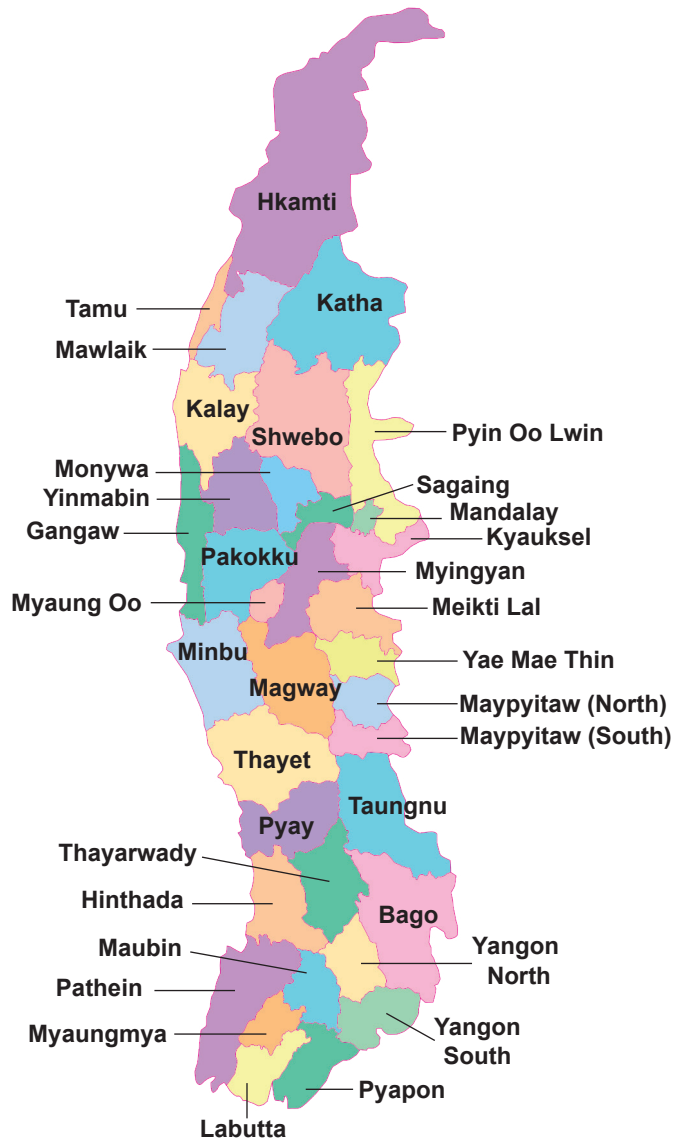 Hkamti
Katha
Tamu
Mawlaik
Kalay
Shwebo
Pyin Oo Lwin
Monywa
Sagaing
Yinmabin
Mandalay
Gangaw
Kyauksel
Pakokku
Myingyan
Myaung Oo
Meikti Lal
Minbu
Yae Mae Thin
Magway
Maypyitaw (North)
Maypyitaw (South)
Thayet
Taungnu
Pyay
Thayarwady
Hinthada
Bago
Maubin
Yangon
North
Pathein
Myaungmya
Yangon
South
Pyapon
Labutta